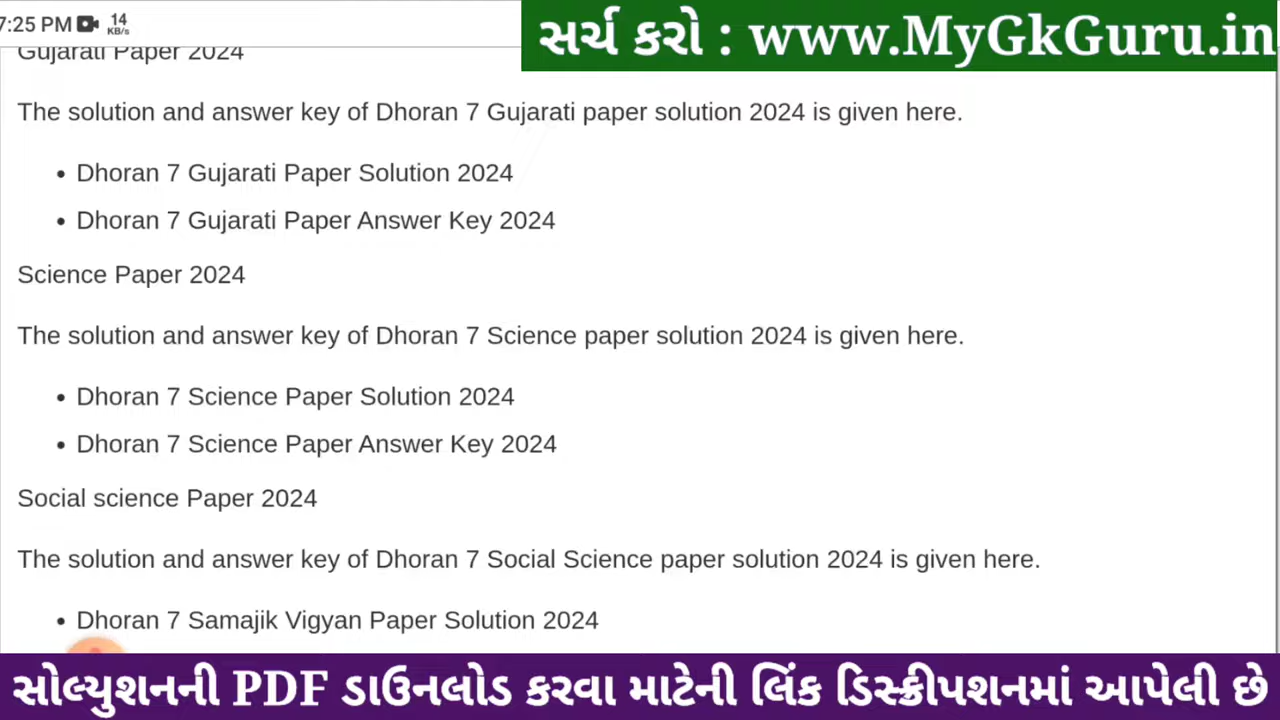 7:25 PM 14 KB/s
સર્ચ કરો : www.MyGkGuru.in
Gujarati Paper 2024
The solution and answer key of Dhoran 7 Gujarati paper solution 2024 is given here.
• Dhoran 7 Gujarati Paper Solution 2024
• Dhoran 7 Gujarati Paper Answer Key 2024
Science Paper 2024
The solution and answer key of Dhoran 7 Science paper solution 2024 is given here.
• Dhoran 7 Science Paper Solution 2024
• Dhoran 7 Science Paper Answer Key 2024
Social science Paper 2024
The solution and answer key of Dhoran 7 Social Science paper solution 2024 is given here.
• Dhoran 7 Samajik Vigyan Paper Solution 2024
સોલ્યુશનની PDF ડાઉનલોડ કરવા માટેની લિંક ડિસ્ક્રીપશનમાં આપેલી છે